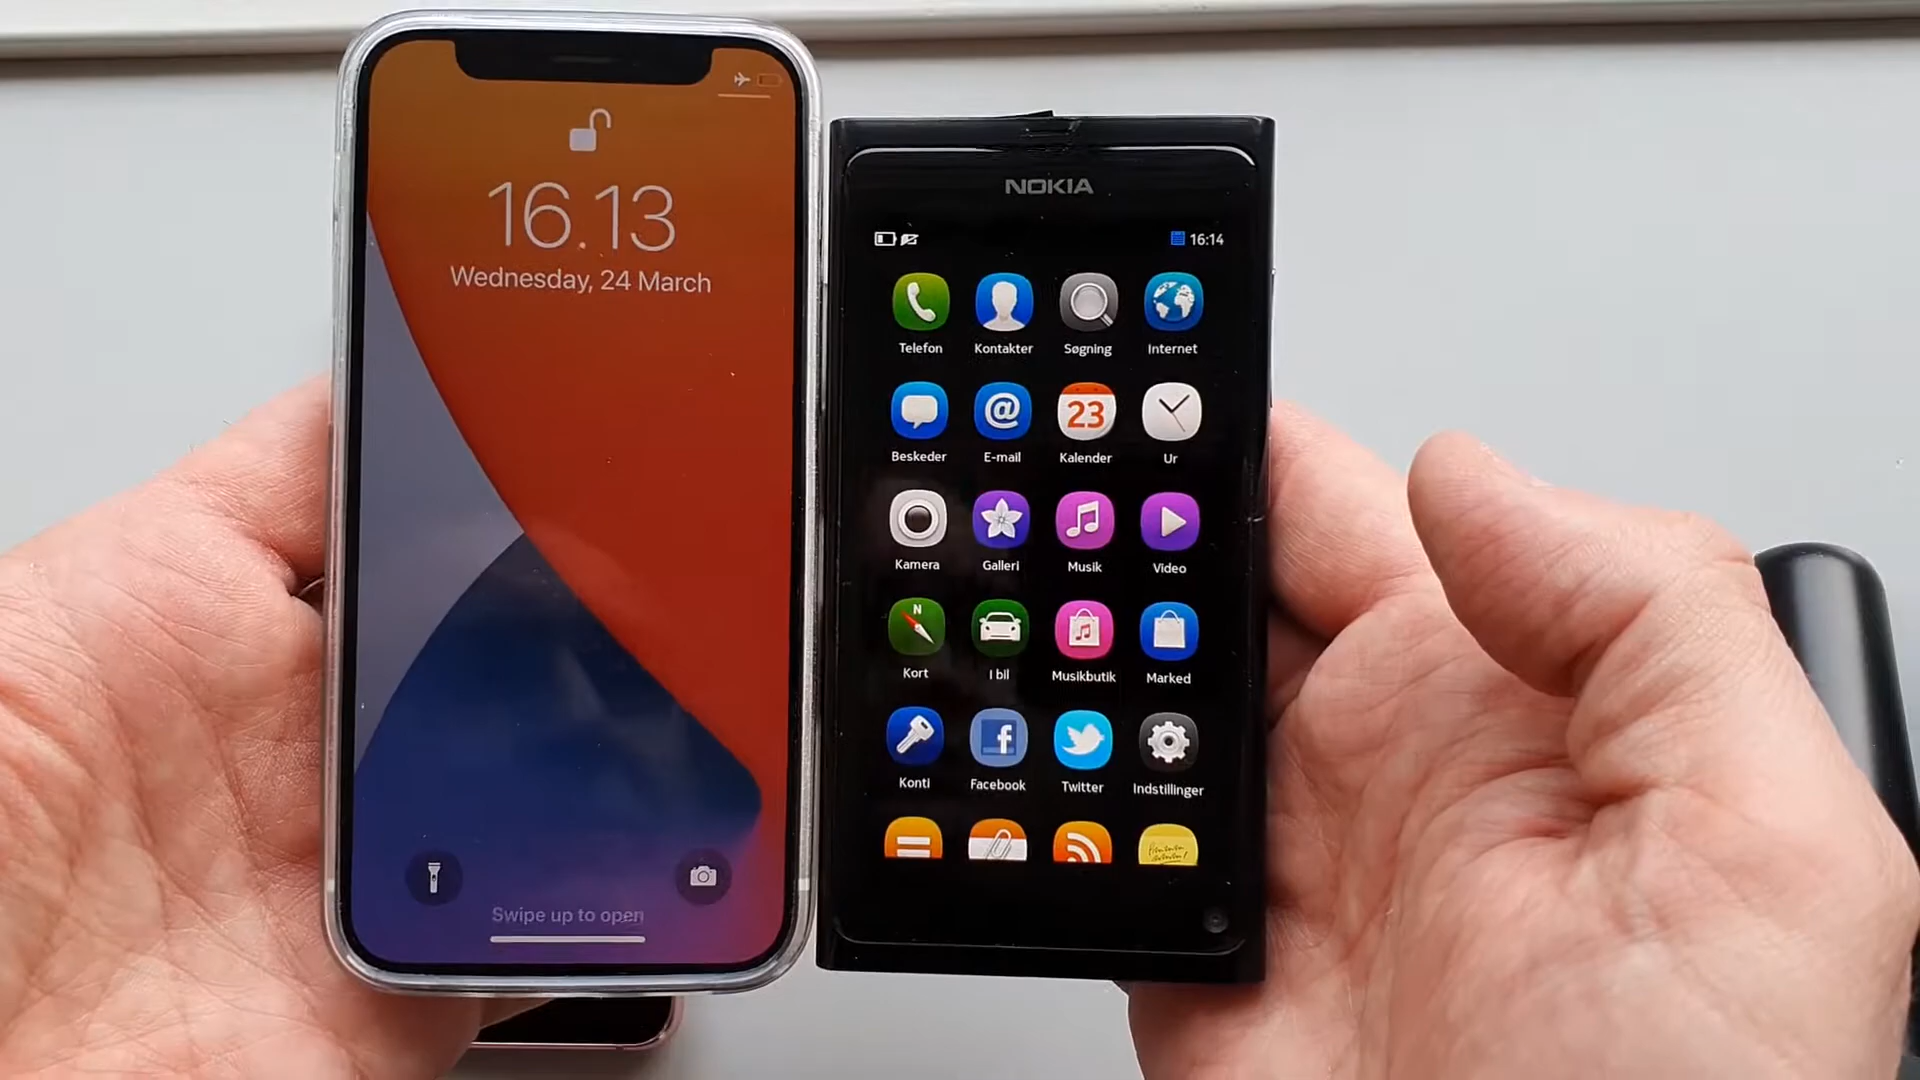 16.13
Wednesday, 24 March
Swipe up to open
NOKIA
16:14
Telefon Kontakter Søgning Internet
23
Beskeder E-mail Kalender Ur
Kamera Galleri Musik Video
N
Kort I bil Musikbutik Marked
Konti Facebook Twitter Indstillinger